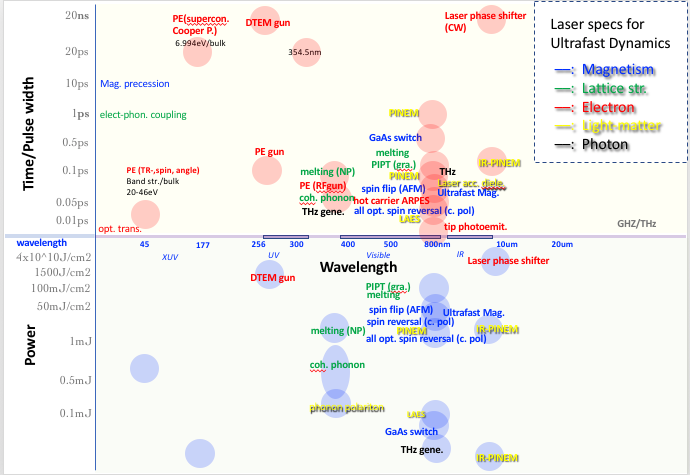 20ns
PE(supercon.
Cooper P.)
6.994eV/bulk
DTEM gun
Laser phase shifter
(CW)
20ps
354.5nm
Laser specs for
Ultrafast Dynamics
—: Magnetism
—: Lattice str.
—: Electron
—: Light-matter
—: Photon
Time/Pulse width
10ps
Mag. precession
1ps
elect-phon. coupling
PINEM
0.5ps
GaAs switch
PE gun
melting
PIPT (gra.)
IR-PINEM
0.1ps
PE (TR-,spin, angle)
Band str./bulk
20-46eV
melting (NP)
PINEM
THz
PE (RFgun)
spin flip (AFM)
Laser acc. diele.
Ultrafast Mag.
0.05ps
coh. phonon
hot carrier ARPES
THz gene.
all opt. spin reversal (c. pol)
0.01ps
LAES
opt. trans.
tip photoemit.
GHZ/THz
wavelength
45
177
256
300
400
500
800nm
10um
20um
XUV
UV
Visible
IR
Wavelength
4x10^10J/cm2
Laser phase shifter
1500J/cm2
DTEM gun
100mJ/cm2
PIPT (gra.)
melting
50mJ/cm2
spin flip (AFM)
Ultrafast Mag.
spin reversal (c. pol)
melting (NP)
PINEM
IR-PINEM
1mJ
all opt. spin reversal (c. pol)
Power
coh. phonon
0.5mJ
phonon polariton
0.1mJ
LAES
GaAs switch
THz gene.
IR-PINEM